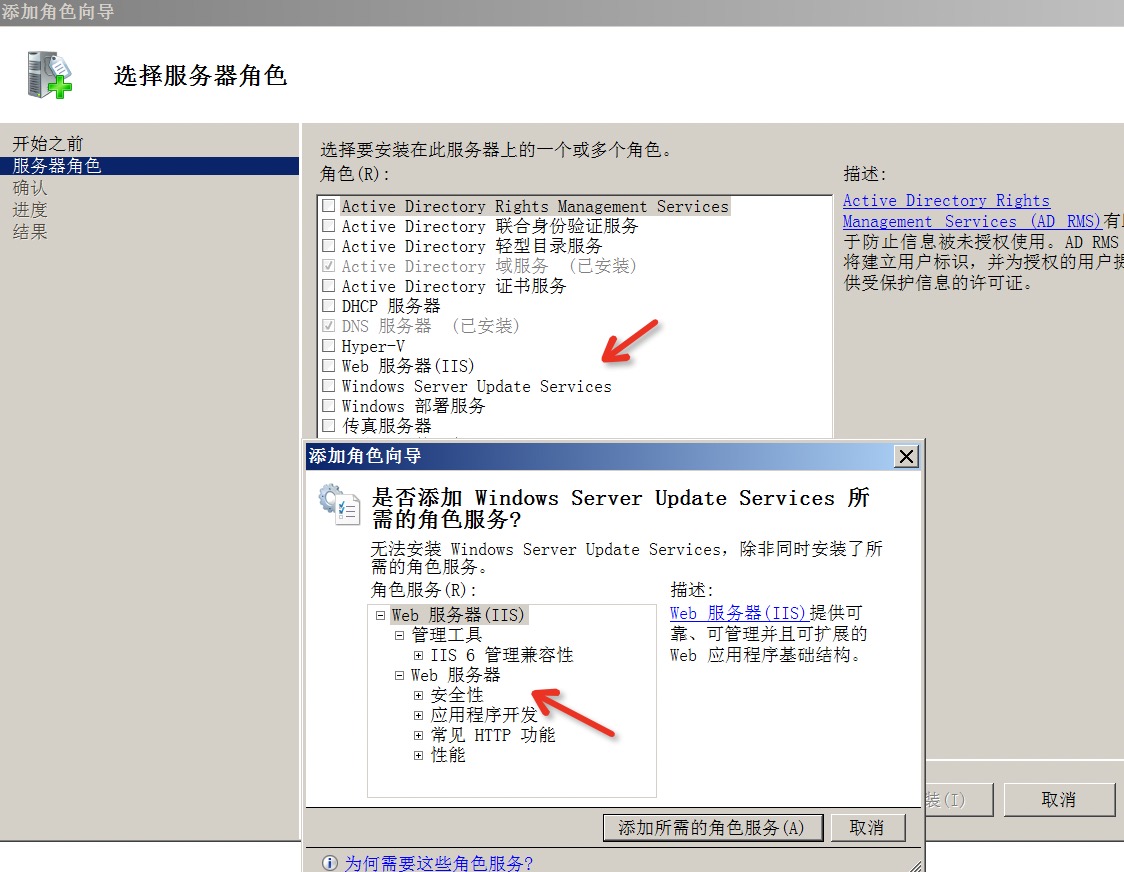 添加角色向导
选择服务器角色
开始之前
服务器角色
确认
进度
结果
选择要安装在此服务器上的一个或多个角色。
角色(R):
Active Directory Rights Management Services
Active Directory 联合身份验证服务
Active Directory 轻型目录服务
Active Directory 域服务 (已安装)
Active Directory 证书服务
DHCP 服务器
DNS 服务器 (已安装)
Hyper-V
Web 服务器(IIS)
Windows Server Update Services
Windows 部署服务
传真服务器
描述:
Active Directory Rights
Management Services (AD RMS)有
于防止信息被未授权使用。AD RMS
将建立用户标识，并为授权的用户提
供受保护信息的许可证。
添加角色向导
是否添加 Windows Server Update Services 所
需的角色服务?
无法安装 Windows Server Update Services，除非同时安装了所
需的角色服务。
角色服务(R):
Web 服务器(IIS)
管理工具
IIS 6 管理兼容性
Web 服务器
安全性
应用程序开发
常见 HTTP 功能
性能
描述:
Web 服务器(IIS)提供可
靠、可管理并且可扩展的
Web 应用程序基础结构。
装(I)
取消
添加所需的角色服务(A)
取消
为何需要这些角色服务?